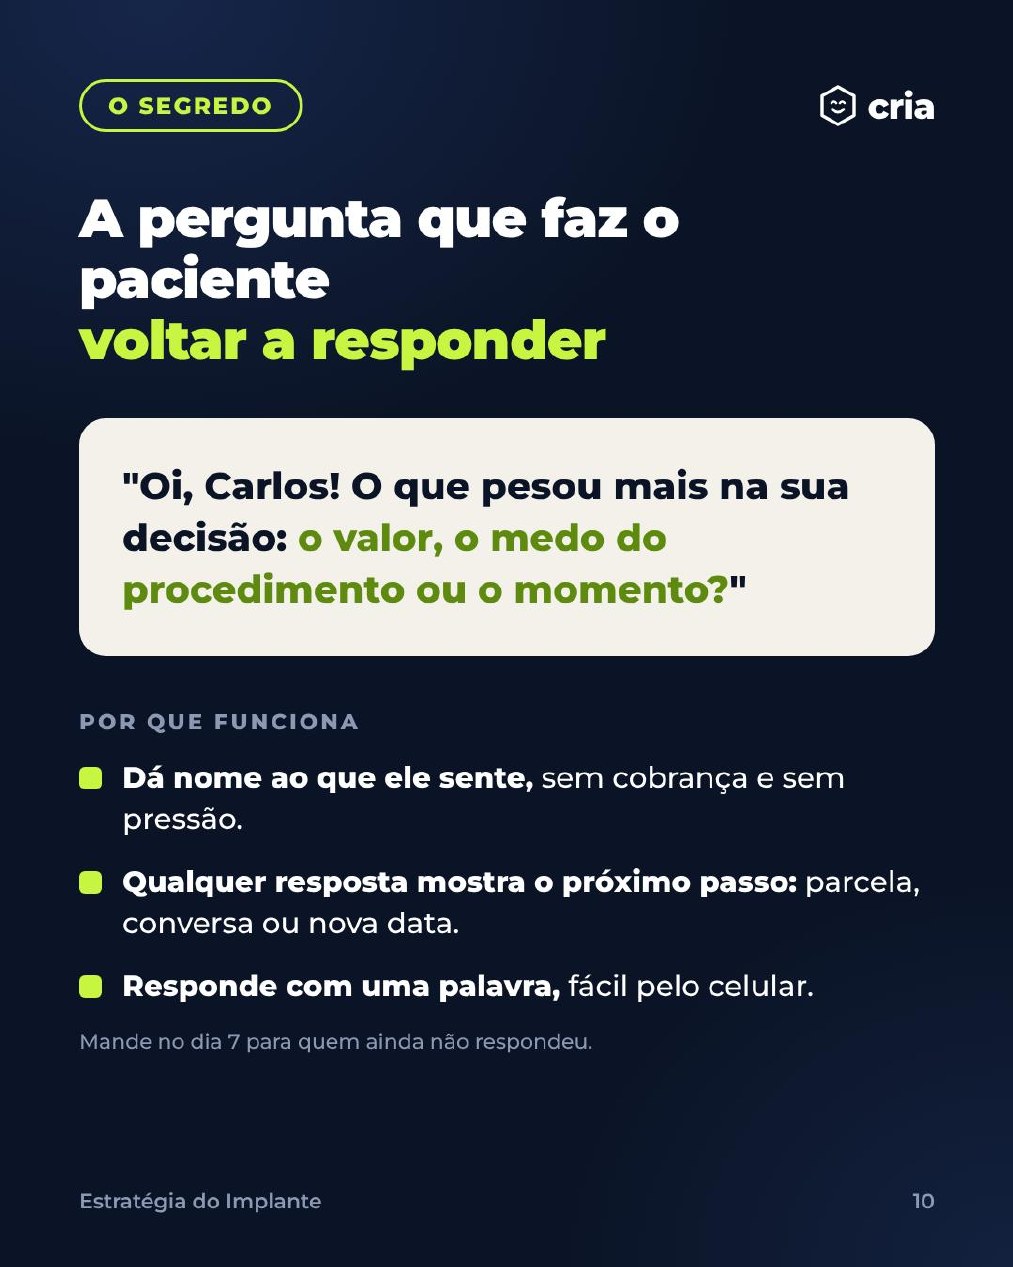 O SEGREDO
cria
A pergunta que faz o
paciente
voltar a responder
"Oi, Carlos! O que pesou mais na sua
decisão: o valor, o medo do
procedimento ou o momento?"
POR QUE FUNCIONA
Dá nome ao que ele sente, sem cobrança e sem
pressão.
Qualquer resposta mostra o próximo passo: parcela,
conversa ou nova data.
Responde com uma palavra, fácil pelo celular.
Mande no dia 7 para quem ainda não respondeu.
Estratégia do Implante
10